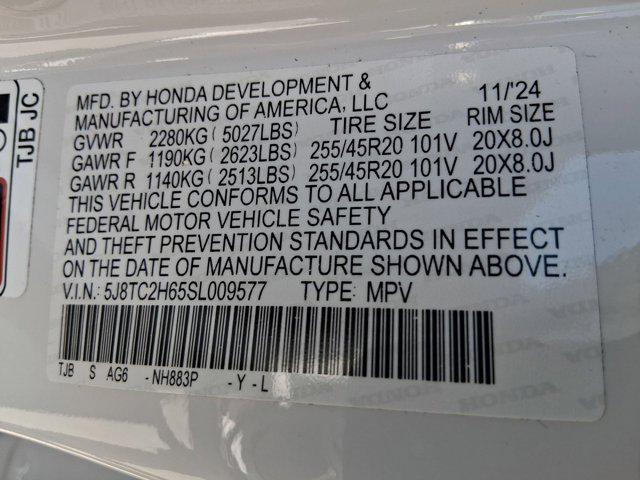 MFD. BY HONDA DEVELOPMENT & 11/'24
MANUFACTURING OF AMERICA, LLC
GVWR 2280KG(5027LBS) TIRE SIZE RIM SIZE
GAWR F 1190KG(2623LBS) 255/45R20 101V 20X8.0J
GAWR R 1140KG(2513LBS) 255/45R20 101V 20X8.0J
THIS VEHICLE CONFORMS TO ALL APPLICABLE
FEDERAL MOTOR VEHICLE SAFETY
AND THEFT PREVENTION STANDARDS IN EFFECT
ON THE DATE OF MANUFACTURE SHOWN ABOVE.
V.I.N.: 5J8TC2H65SL009577 TYPE: MPV
TJB S AG6 -NH883P -Y-L
TJB JC